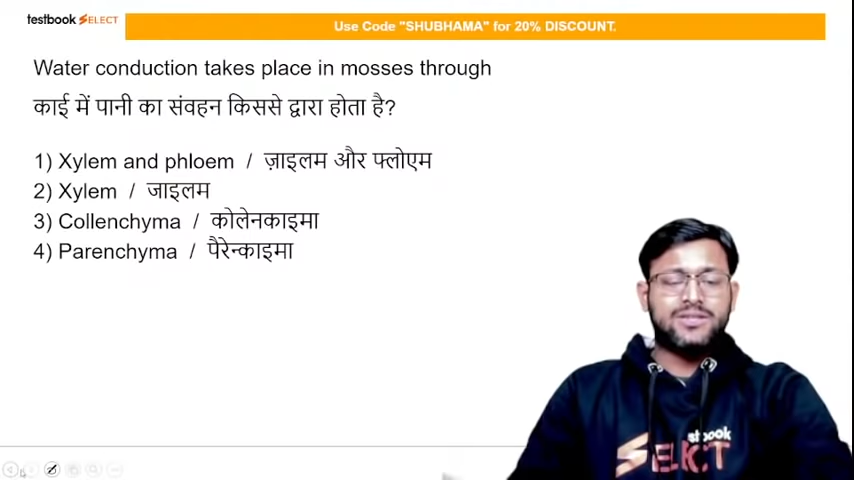 testbook SELECT
Use Code "SHUBHAMA" for 20% DISCOUNT.
Water conduction takes place in mosses through
काई में पानी का संवहन किससे द्वारा होता है?
1) Xylem and phloem / ज़ाइलम और फ्लोएम
2) Xylem / जाइलम
3) Collenchyma / कोलेनकाइमा
4) Parenchyma / पैरेन्काइमा
SELECT